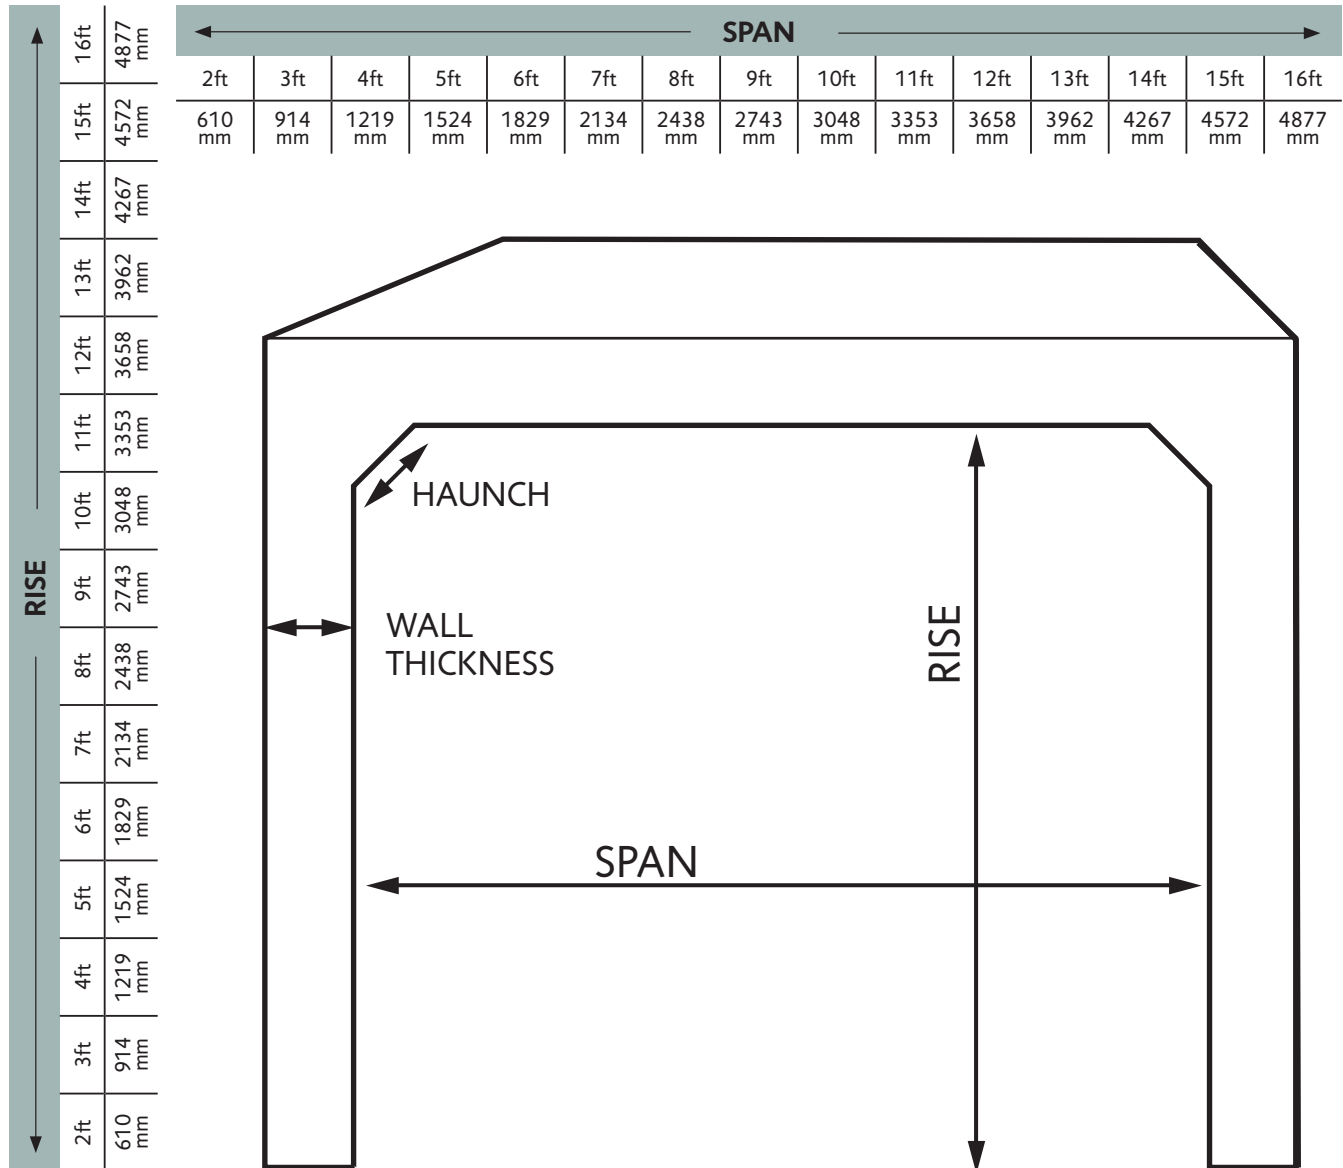 SPAN
2ft 3ft 4ft 5ft 6ft 7ft 8ft 9ft 10ft 11ft 12ft 13ft 14ft 15ft 16ft
610 914 1219 1524 1829 2134 2438 2743 3048 3353 3658 3962 4267 4572 4877
mm mm mm mm mm mm mm mm mm mm mm mm mm mm mm
RISE
2ft 3ft 4ft 5ft 6ft 7ft 8ft 9ft 10ft 11ft 12ft 13ft 14ft 15ft 16ft
610 914 1219 1524 1829 2134 2438 2743 3048 3353 3658 3962 4267 4572 4877
mm mm mm mm mm mm mm mm mm mm mm mm mm mm mm
HAUNCH
WALL
THICKNESS
RISE
SPAN